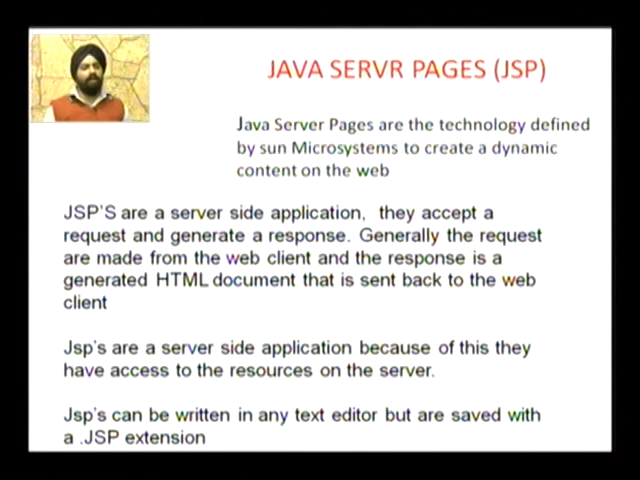 JAVA SERVR PAGES (JSP)
Java Server Pages are the technology defined
by sun Microsystems to create a dynamic
content on the web
JSP'S are a server side application, they accept a
request and generate a response. Generally the request
are made from the web client and the response is a
generated HTML document that is sent back to the web
client
Jsp's are a server side application because of this they
have access to the resources on the server.
Jsp's can be written in any text editor but are saved with
a .JSP extension